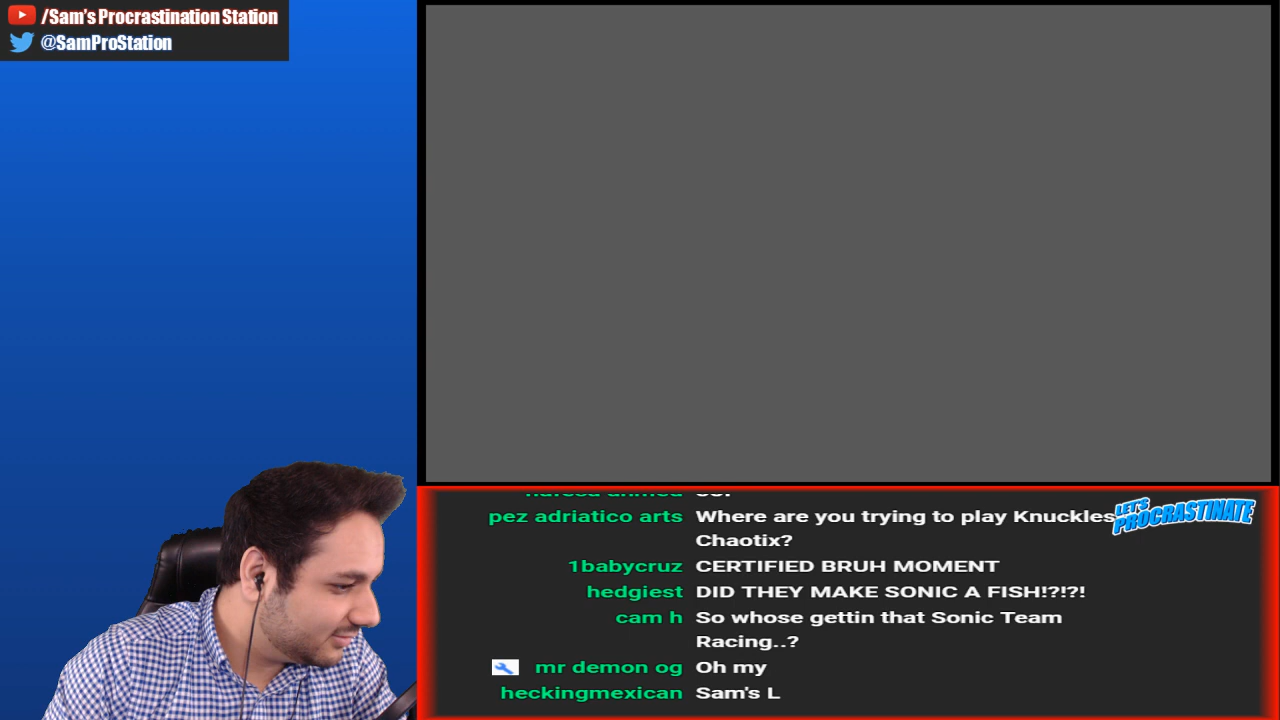 /Sam's Procrastination Station
@SamProStation
pez adriatico arts Where are you trying to play Knuckles
Chaotix?
LET'S
PROCRASTINATE
1babycruz CERTIFIED BRUH MOMENT
hedgiest DID THEY MAKE SONIC A FISH!?!?!
cam h So whose gettin that Sonic Team
Racing..?
mr demon og Oh my
heckingmexican Sam's L